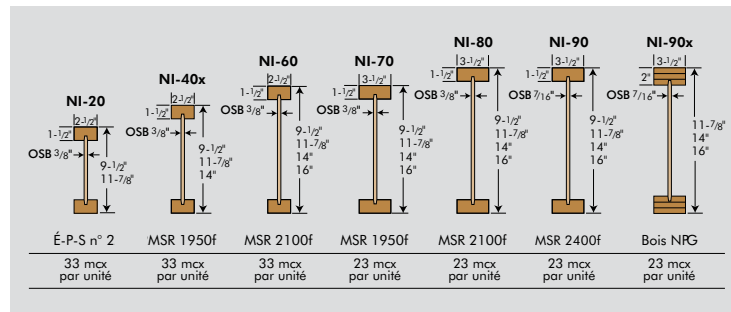 NI-20
2-1/2"
1-1/2"
OSB 3/8"
9-1/2"
11-7/8"
É-P-S n° 2
33 mcx
par unité
NI-40x
2-1/2"
1-1/2"
OSB 3/8"
9-1/2"
11-7/8"
14"
MSR 1950f
33 mcx
par unité
NI-60
2-1/2"
1-1/2"
OSB 3/8"
9-1/2"
11-7/8"
14"
16"
MSR 2100f
33 mcx
par unité
NI-70
3-1/2"
1-1/2"
OSB 3/8"
9-1/2"
11-7/8"
14"
16"
MSR 1950f
23 mcx
par unité
NI-80
3-1/2"
1-1/2"
OSB 3/8"
9-1/2"
11-7/8"
14"
16"
MSR 2100f
23 mcx
par unité
NI-90
3-1/2"
1-1/2"
OSB 7/16"
9-1/2"
11-7/8"
14"
16"
MSR 2400f
23 mcx
par unité
NI-90x
3-1/2"
2"
OSB 7/16"
11-7/8"
14"
16"
Bois NPG
23 mcx
par unité